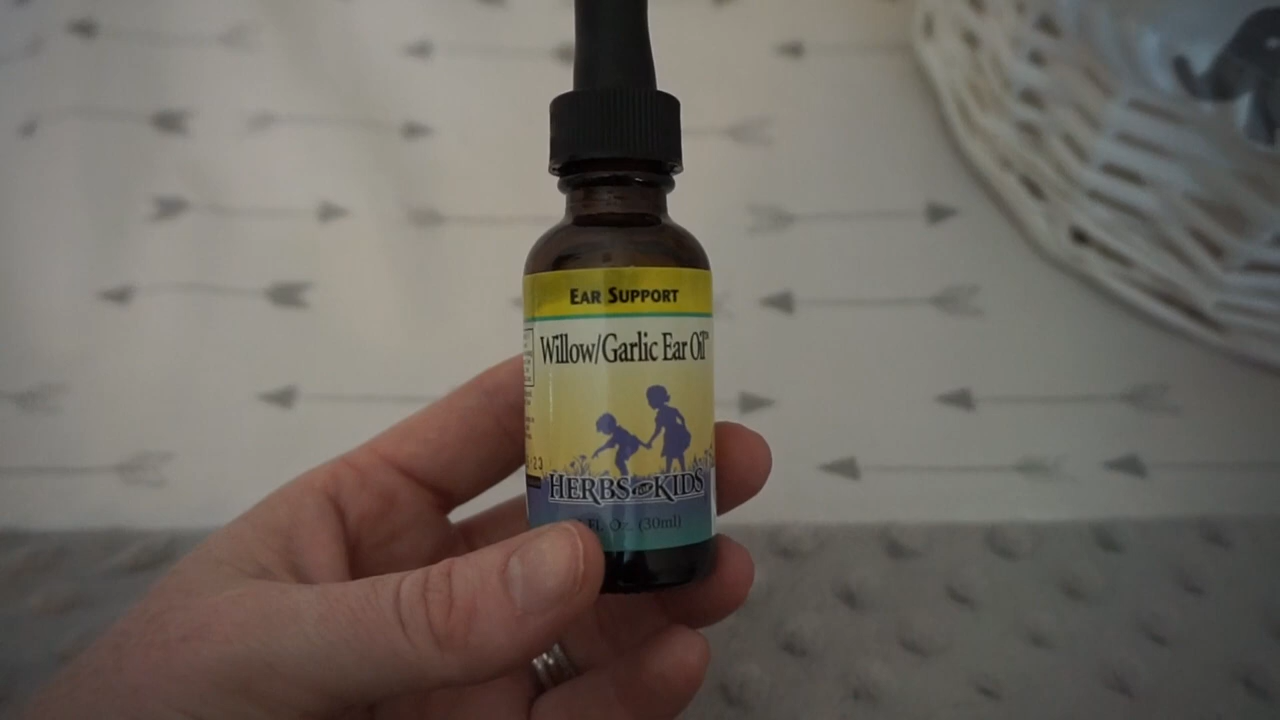 Ear Support
Willow/Garlic Ear Oil™
HERBS for KIDS
Fl. Oz. (30ml)